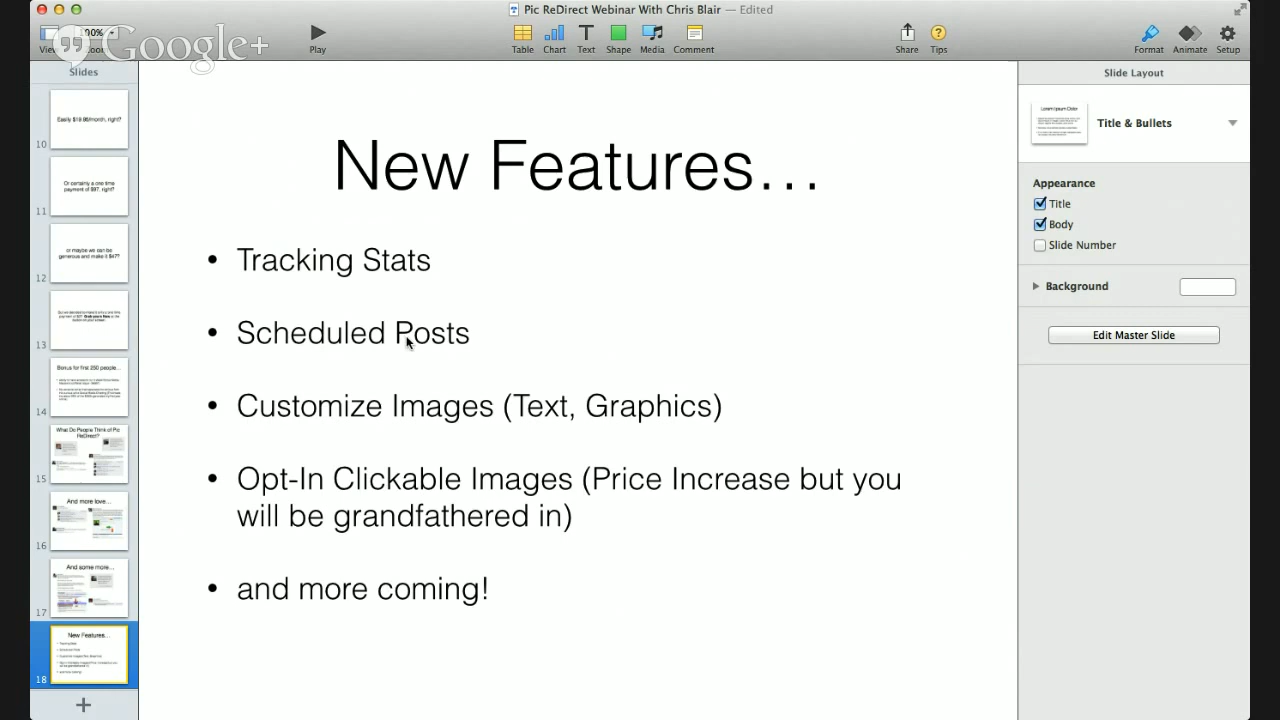 Pic ReDirect Webinar With Chris Blair — Edited
Google+
100%
View
Play
Table
Chart
Text
Shape
Media
Comment
Share
Tips
Format
Animate
Setup
Slides
Easily $19.95/month, right?
10
Or certainly a one time
payment of $97, right?
11
or maybe we can be
generous and make it $47?
12
13
Bonus for first 250 people...
14
What Do People Think of Pic
ReDirect?
15
And more love...
16
And some more...
17
New Features...
18
+
New Features…
• Tracking Stats
• Scheduled Posts
• Customize Images (Text, Graphics)
• Opt-In Clickable Images (Price Increase but you
will be grandfathered in)
• and more coming!
Slide Layout
Lorem Ipsum Dolor
Title & Bullets
Appearance
Title
Body
Slide Number
Background
Edit Master Slide